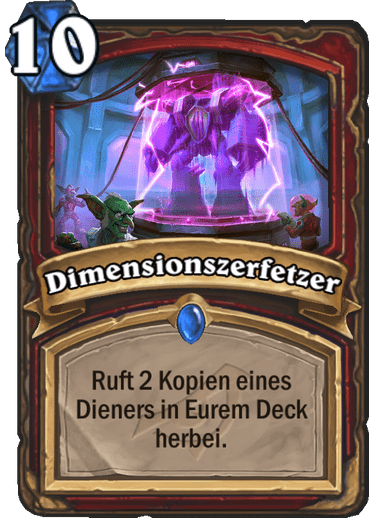 10
Dimensionszerfetzer
Ruft 2 Kopien eines
Dieners in Eurem Deck
herbei.